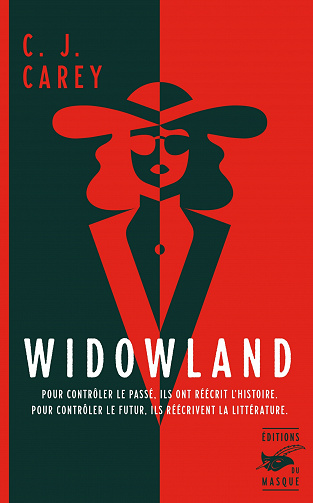 C. J.
CAREY
WIDOWLAND
POUR CONTRÔLER LE PASSÉ, ILS ONT RÉÉCRIT L'HISTOIRE.
POUR CONTRÔLER LE FUTUR, ILS RÉÉCRIVENT LA LITTÉRATURE.
ÉDITIONS
DU
MASQUE